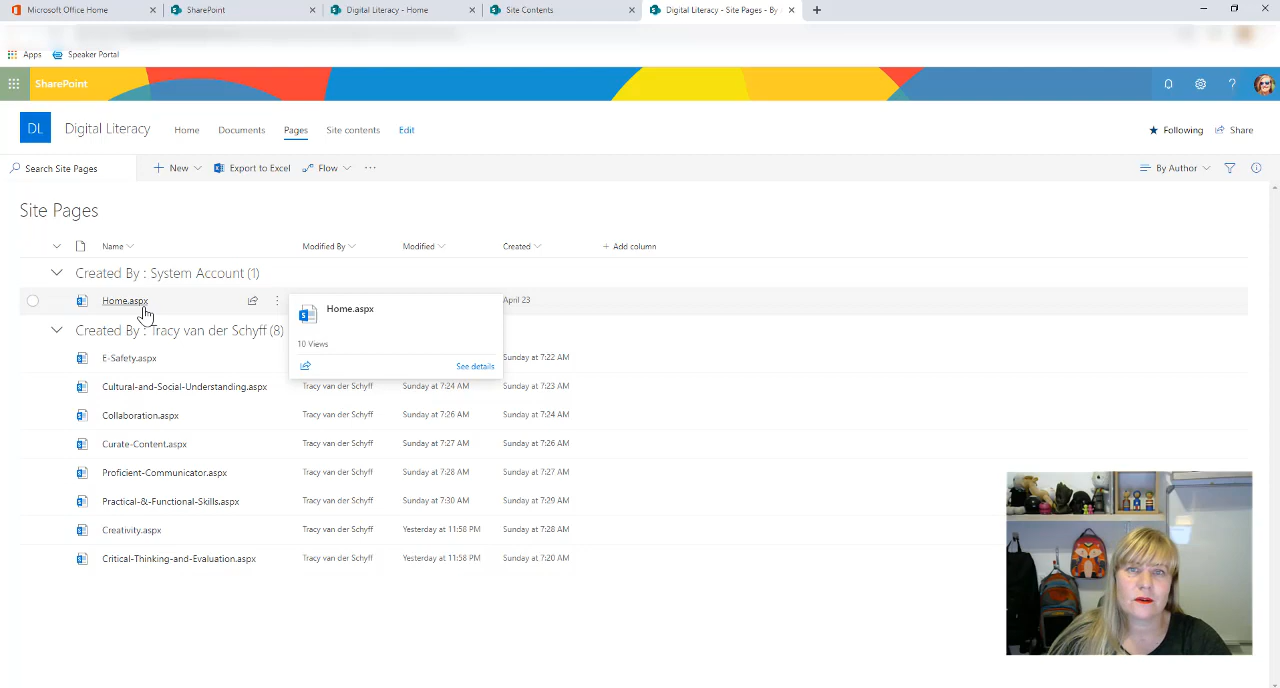 Microsoft Office Home
SharePoint
Digital Literacy - Home
Site Contents
Digital Literacy - Site Pages - By
Apps
Speaker Portal
SharePoint
DL
Digital Literacy
Home
Documents
Pages
Site contents
Edit
Following
Share
Search Site Pages
New
Export to Excel
Flow
By Author
Site Pages
Name
Modified By
Modified
Created
+ Add column
Created By : System Account (1)
Home.aspx
April 23
Home.aspx
10 Views
See details
Created By : Tracy van der Schyff (8)
E-Safety.aspx
Sunday at 7:22 AM
Cultural-and-Social-Understanding.aspx
Tracy van der Schyff
Sunday at 7:24 AM
Sunday at 7:23 AM
Collaboration.aspx
Tracy van der Schyff
Sunday at 7:26 AM
Sunday at 7:24 AM
Curate-Content.aspx
Tracy van der Schyff
Sunday at 7:27 AM
Sunday at 7:26 AM
Proficient-Communicator.aspx
Tracy van der Schyff
Sunday at 7:28 AM
Sunday at 7:27 AM
Practical-&-Functional-Skills.aspx
Tracy van der Schyff
Sunday at 7:30 AM
Sunday at 7:29 AM
Creativity.aspx
Tracy van der Schyff
Yesterday at 11:58 PM
Sunday at 7:28 AM
Critical-Thinking-and-Evaluation.aspx
Tracy van der Schyff
Yesterday at 11:58 PM
Sunday at 7:20 AM